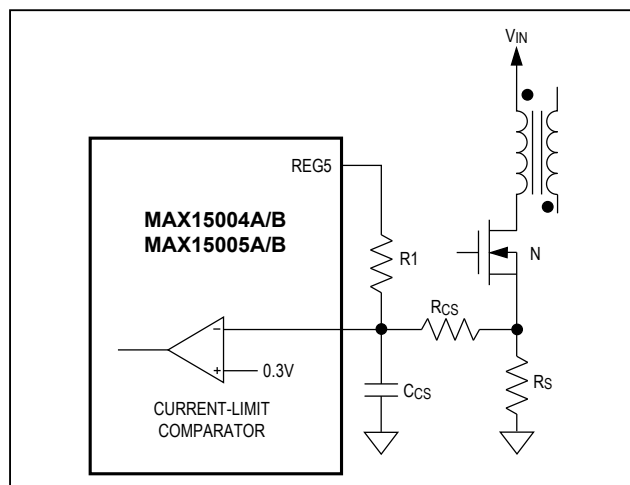 VIN
REG5
MAX15004A/B
MAX15005A/B
R1
N
RCS
0.3V
CCS
RS
CURRENT-LIMIT
COMPARATOR